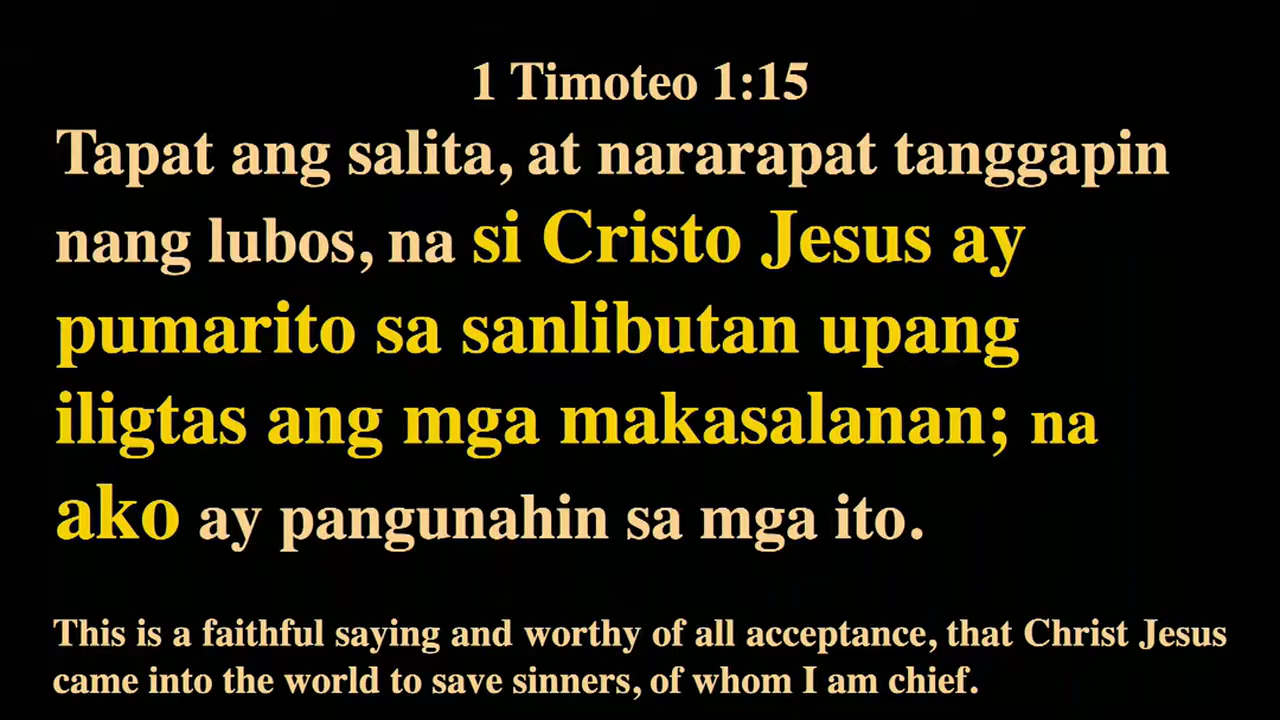 1 Timoteo 1:15
Tapat ang salita, at nararapat tanggapin
nang lubos, na si Cristo Jesus ay
pumarito sa sanlibutan upang
iligtas ang mga makasalanan; na
ako ay pangunahin sa mga ito.
This is a faithful saying and worthy of all acceptance, that Christ Jesus
came into the world to save sinners, of whom I am chief.